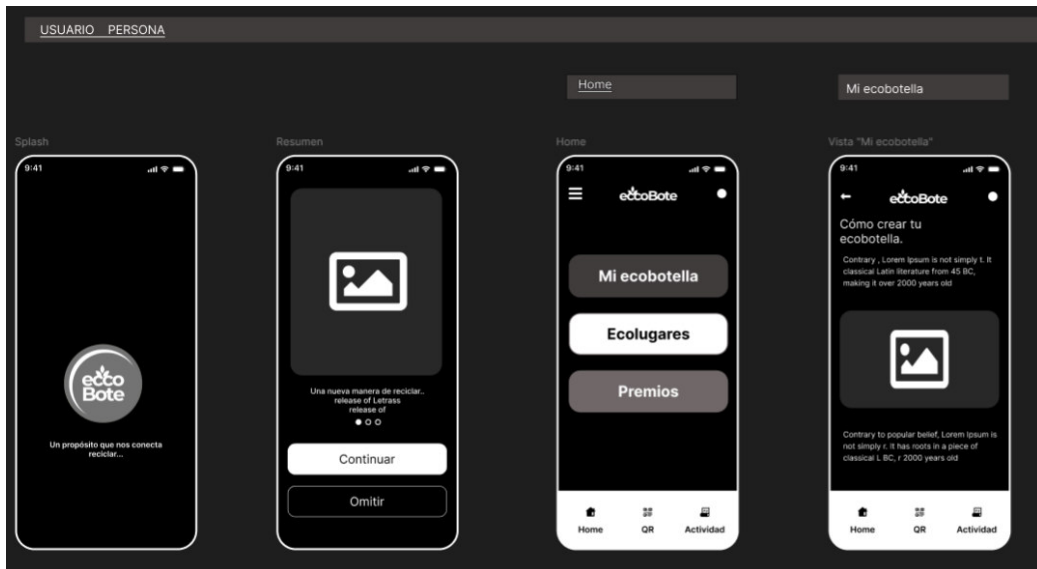 USUARIO PERSONA
Home
Mi ecobotella
Splash
9:41
ecco
Bote
Un propósito que nos conecta
reciclar...
Resumen
9:41
Una nueva manera de reciclar..
release of Letrass
release of
Continuar
Omitir
Home
9:41
eccoBote
Mi ecobotella
Ecolugares
Premios
Home QR Actividad
Vista "Mi ecobotella"
9:41
eccoBote
Cómo crear tu
ecobotella.
Contrary , Lorem Ipsum is not simply t. It
classical Latin literature from 45 BC,
making it over 2000 years old
Contrary to popular belief, Lorem Ipsum is
not simply r. It has roots in a piece of
classical L BC, r 2000 years old
Home QR Actividad